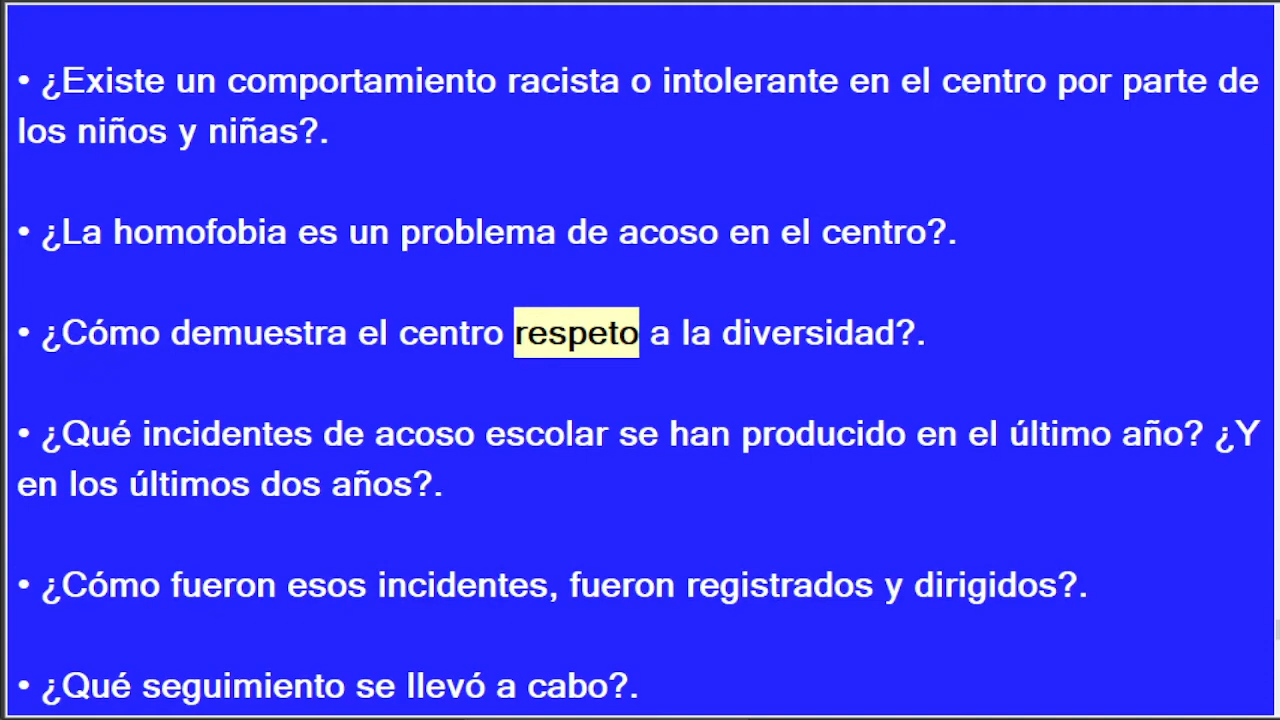 • ¿Existe un comportamiento racista o intolerante en el centro por parte de
los niños y niñas?.
• ¿La homofobia es un problema de acoso en el centro?.
• ¿Cómo demuestra el centro respeto a la diversidad?.
• ¿Qué incidentes de acoso escolar se han producido en el último año? ¿Y
en los últimos dos años?.
• ¿Cómo fueron esos incidentes, fueron registrados y dirigidos?.
• ¿Qué seguimiento se llevó a cabo?.